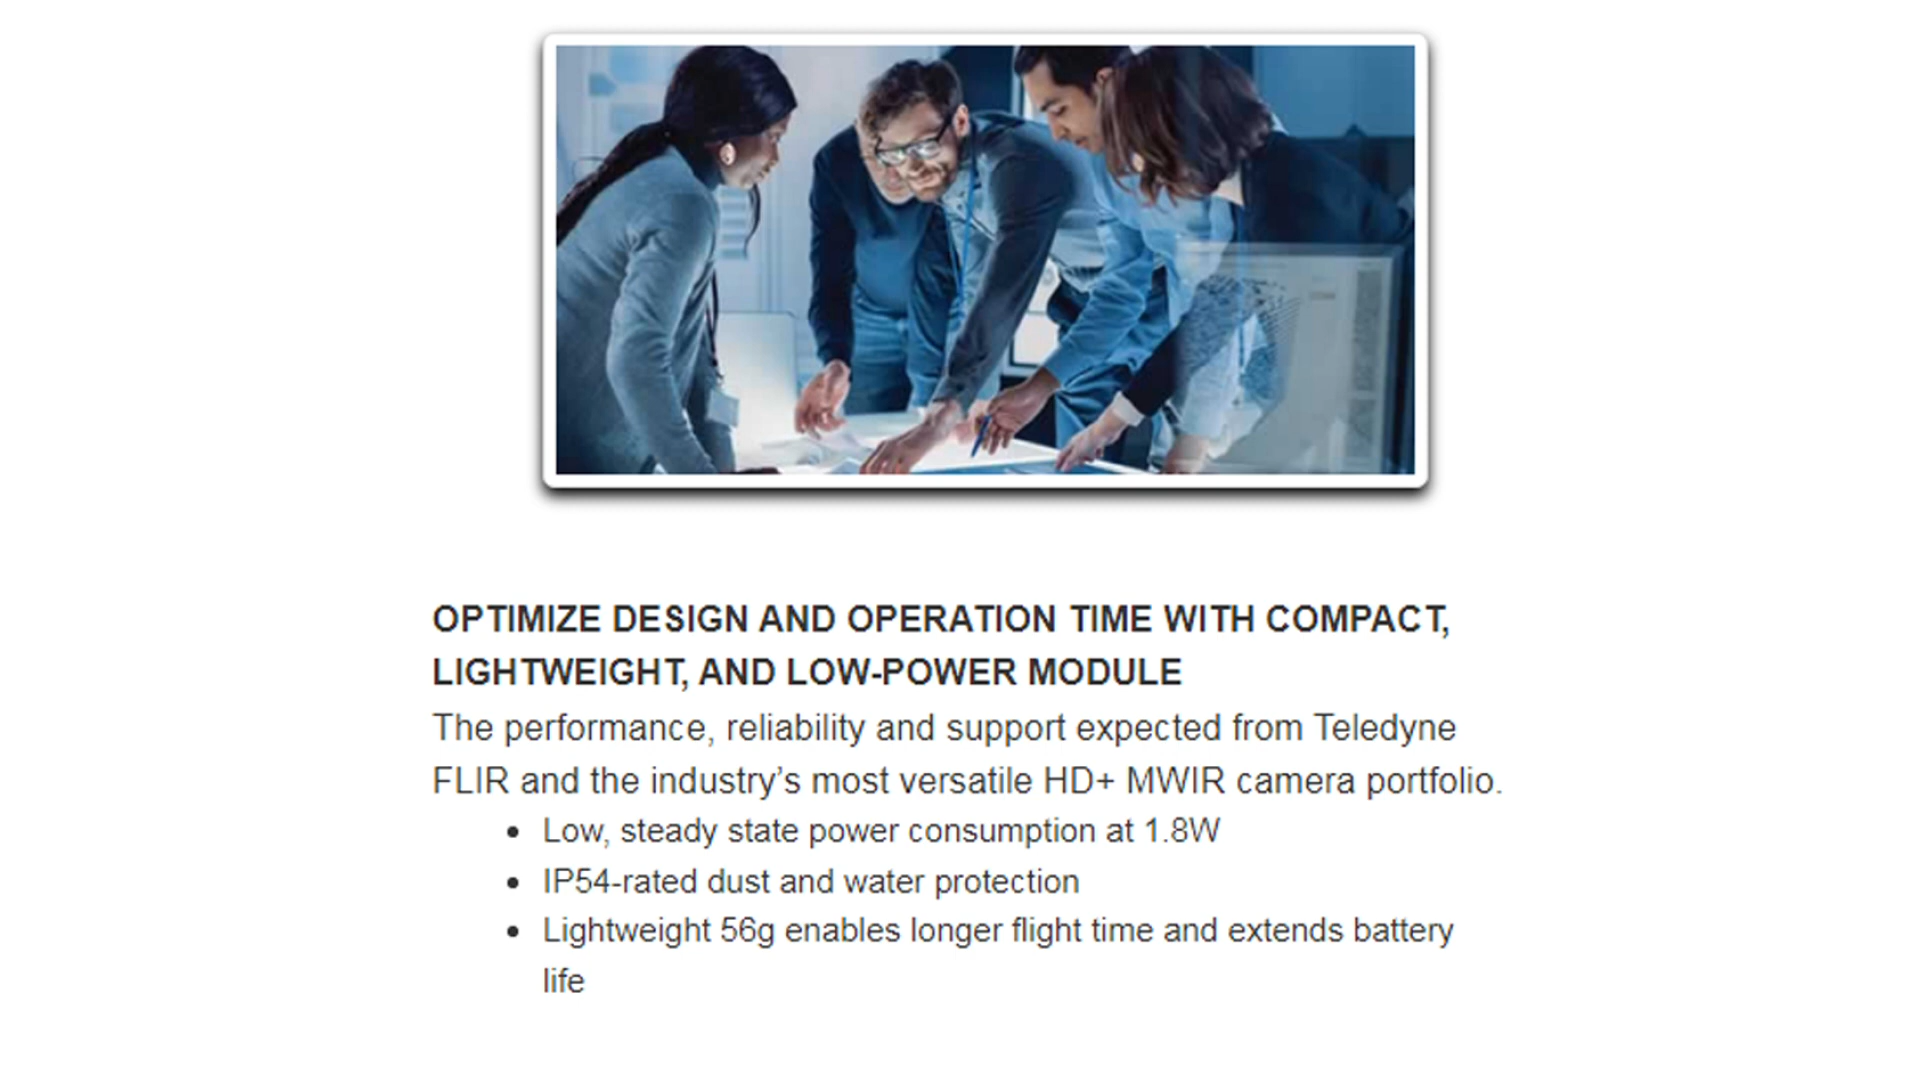 OPTIMIZE DESIGN AND OPERATION TIME WITH COMPACT,
LIGHTWEIGHT, AND LOW-POWER MODULE
The performance, reliability and support expected from Teledyne
FLIR and the industry’s most versatile HD+ MWIR camera portfolio.
• Low, steady state power consumption at 1.8W
• IP54-rated dust and water protection
• Lightweight 56g enables longer flight time and extends battery
life